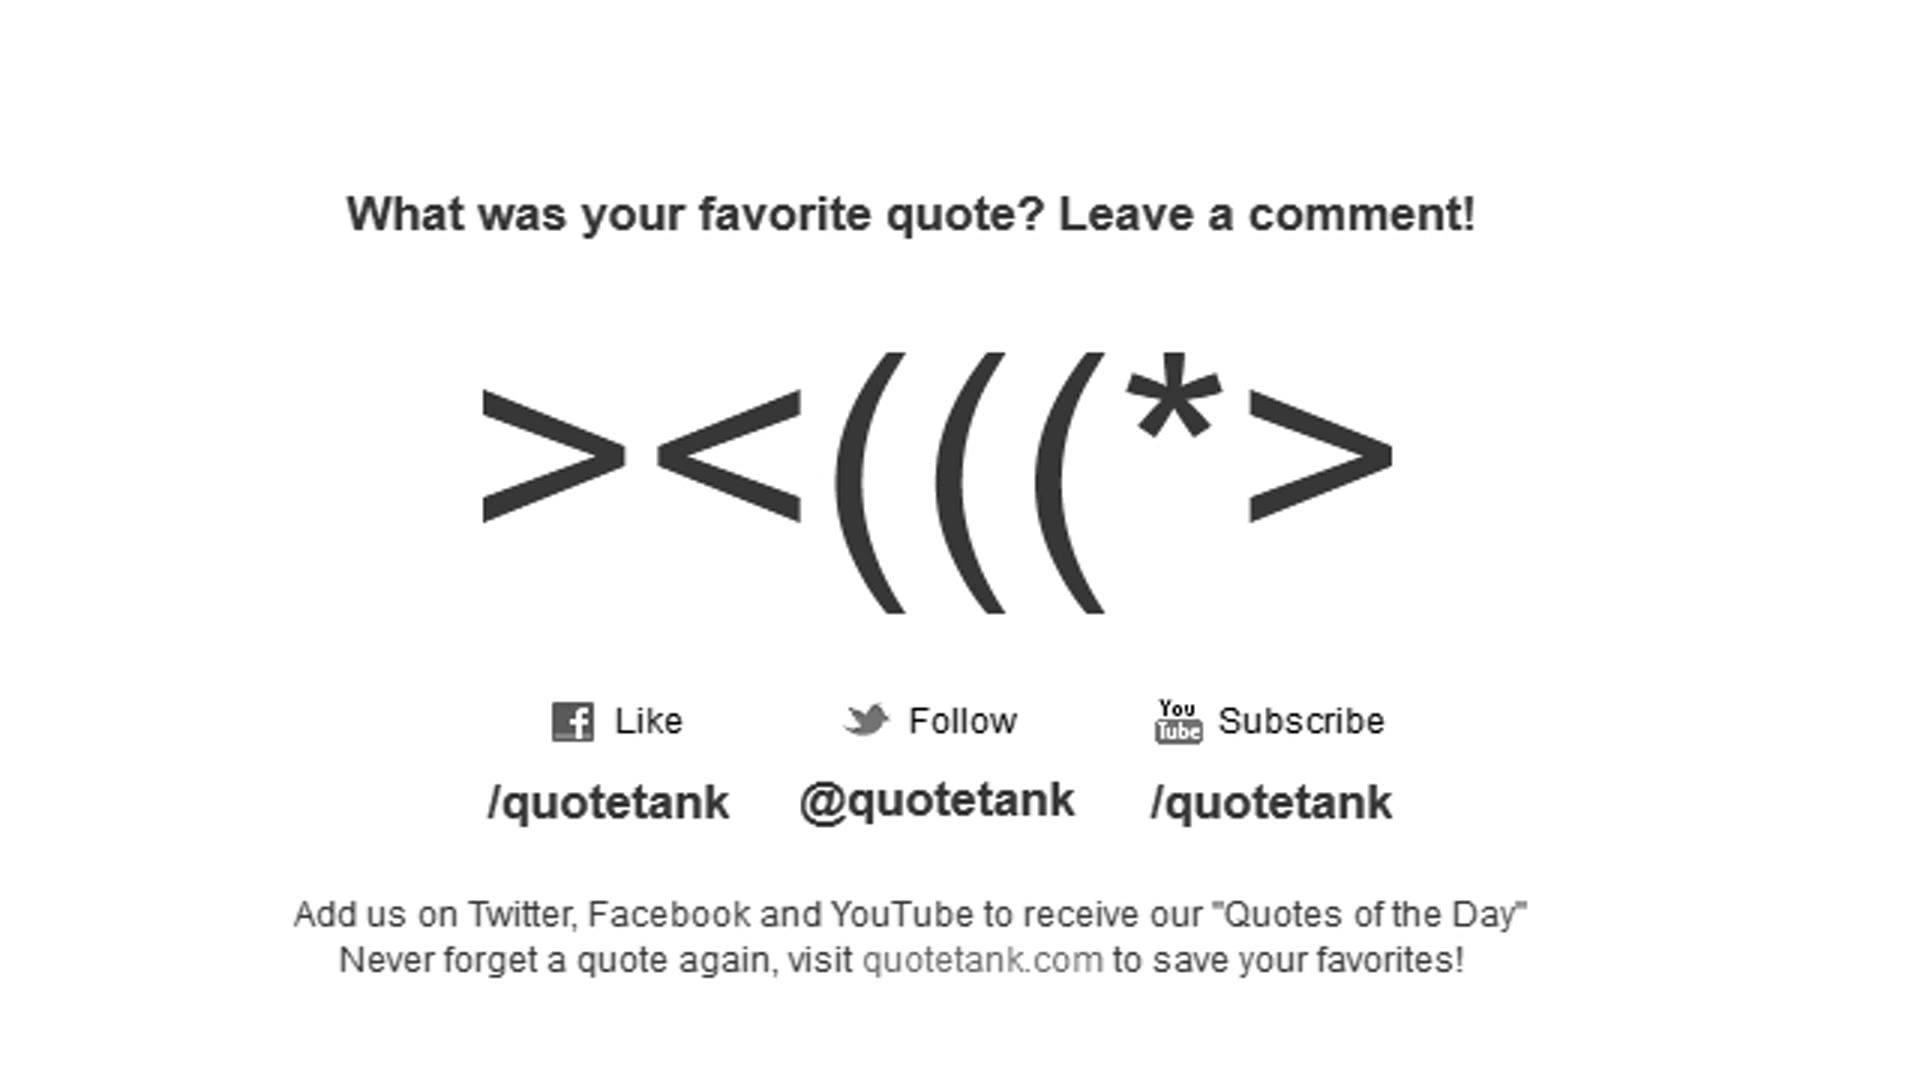 What was your favorite quote? Leave a comment!
><(((*>
f Like Follow You Tube Subscribe
/quotetank @quotetank /quotetank
Add us on Twitter, Facebook and YouTube to receive our "Quotes of the Day"
Never forget a quote again, visit quotetank.com to save your favorites!